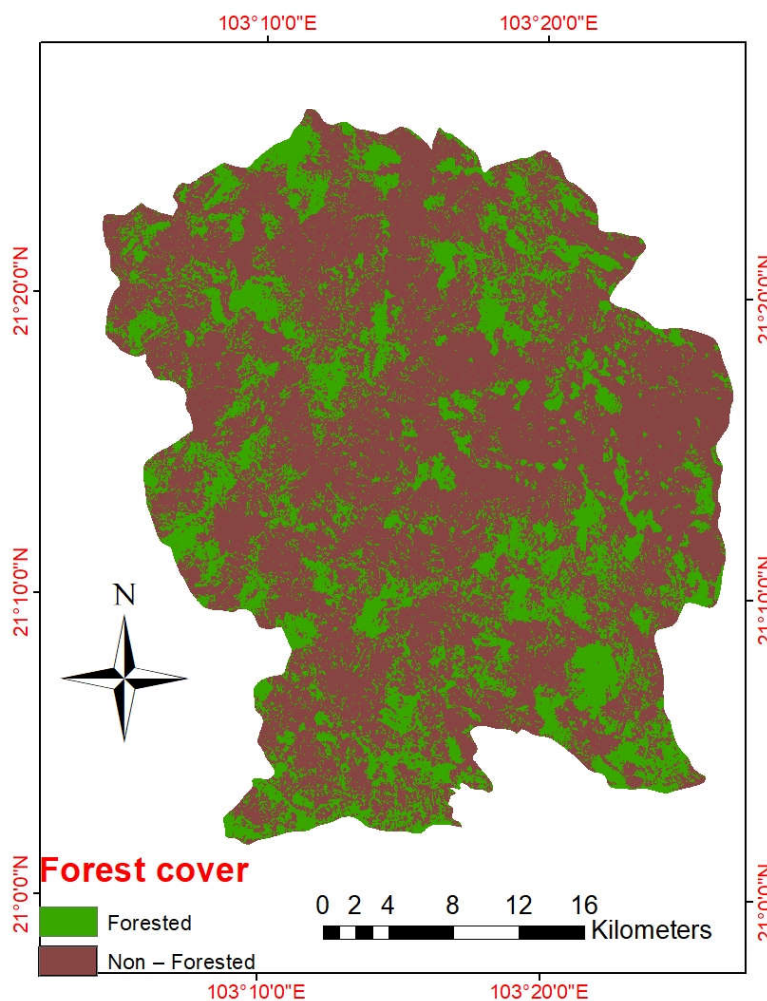 103°10'0"E 103°20'0"E
21°20'0"N 21°20'0"N
21°10'0"N 21°10'0"N
N
21°0'0"N 21°0'0"N
Forest cover
Forested
Non – Forested
0 2 4 8 12 16
Kilometers
103°10'0"E 103°20'0"E